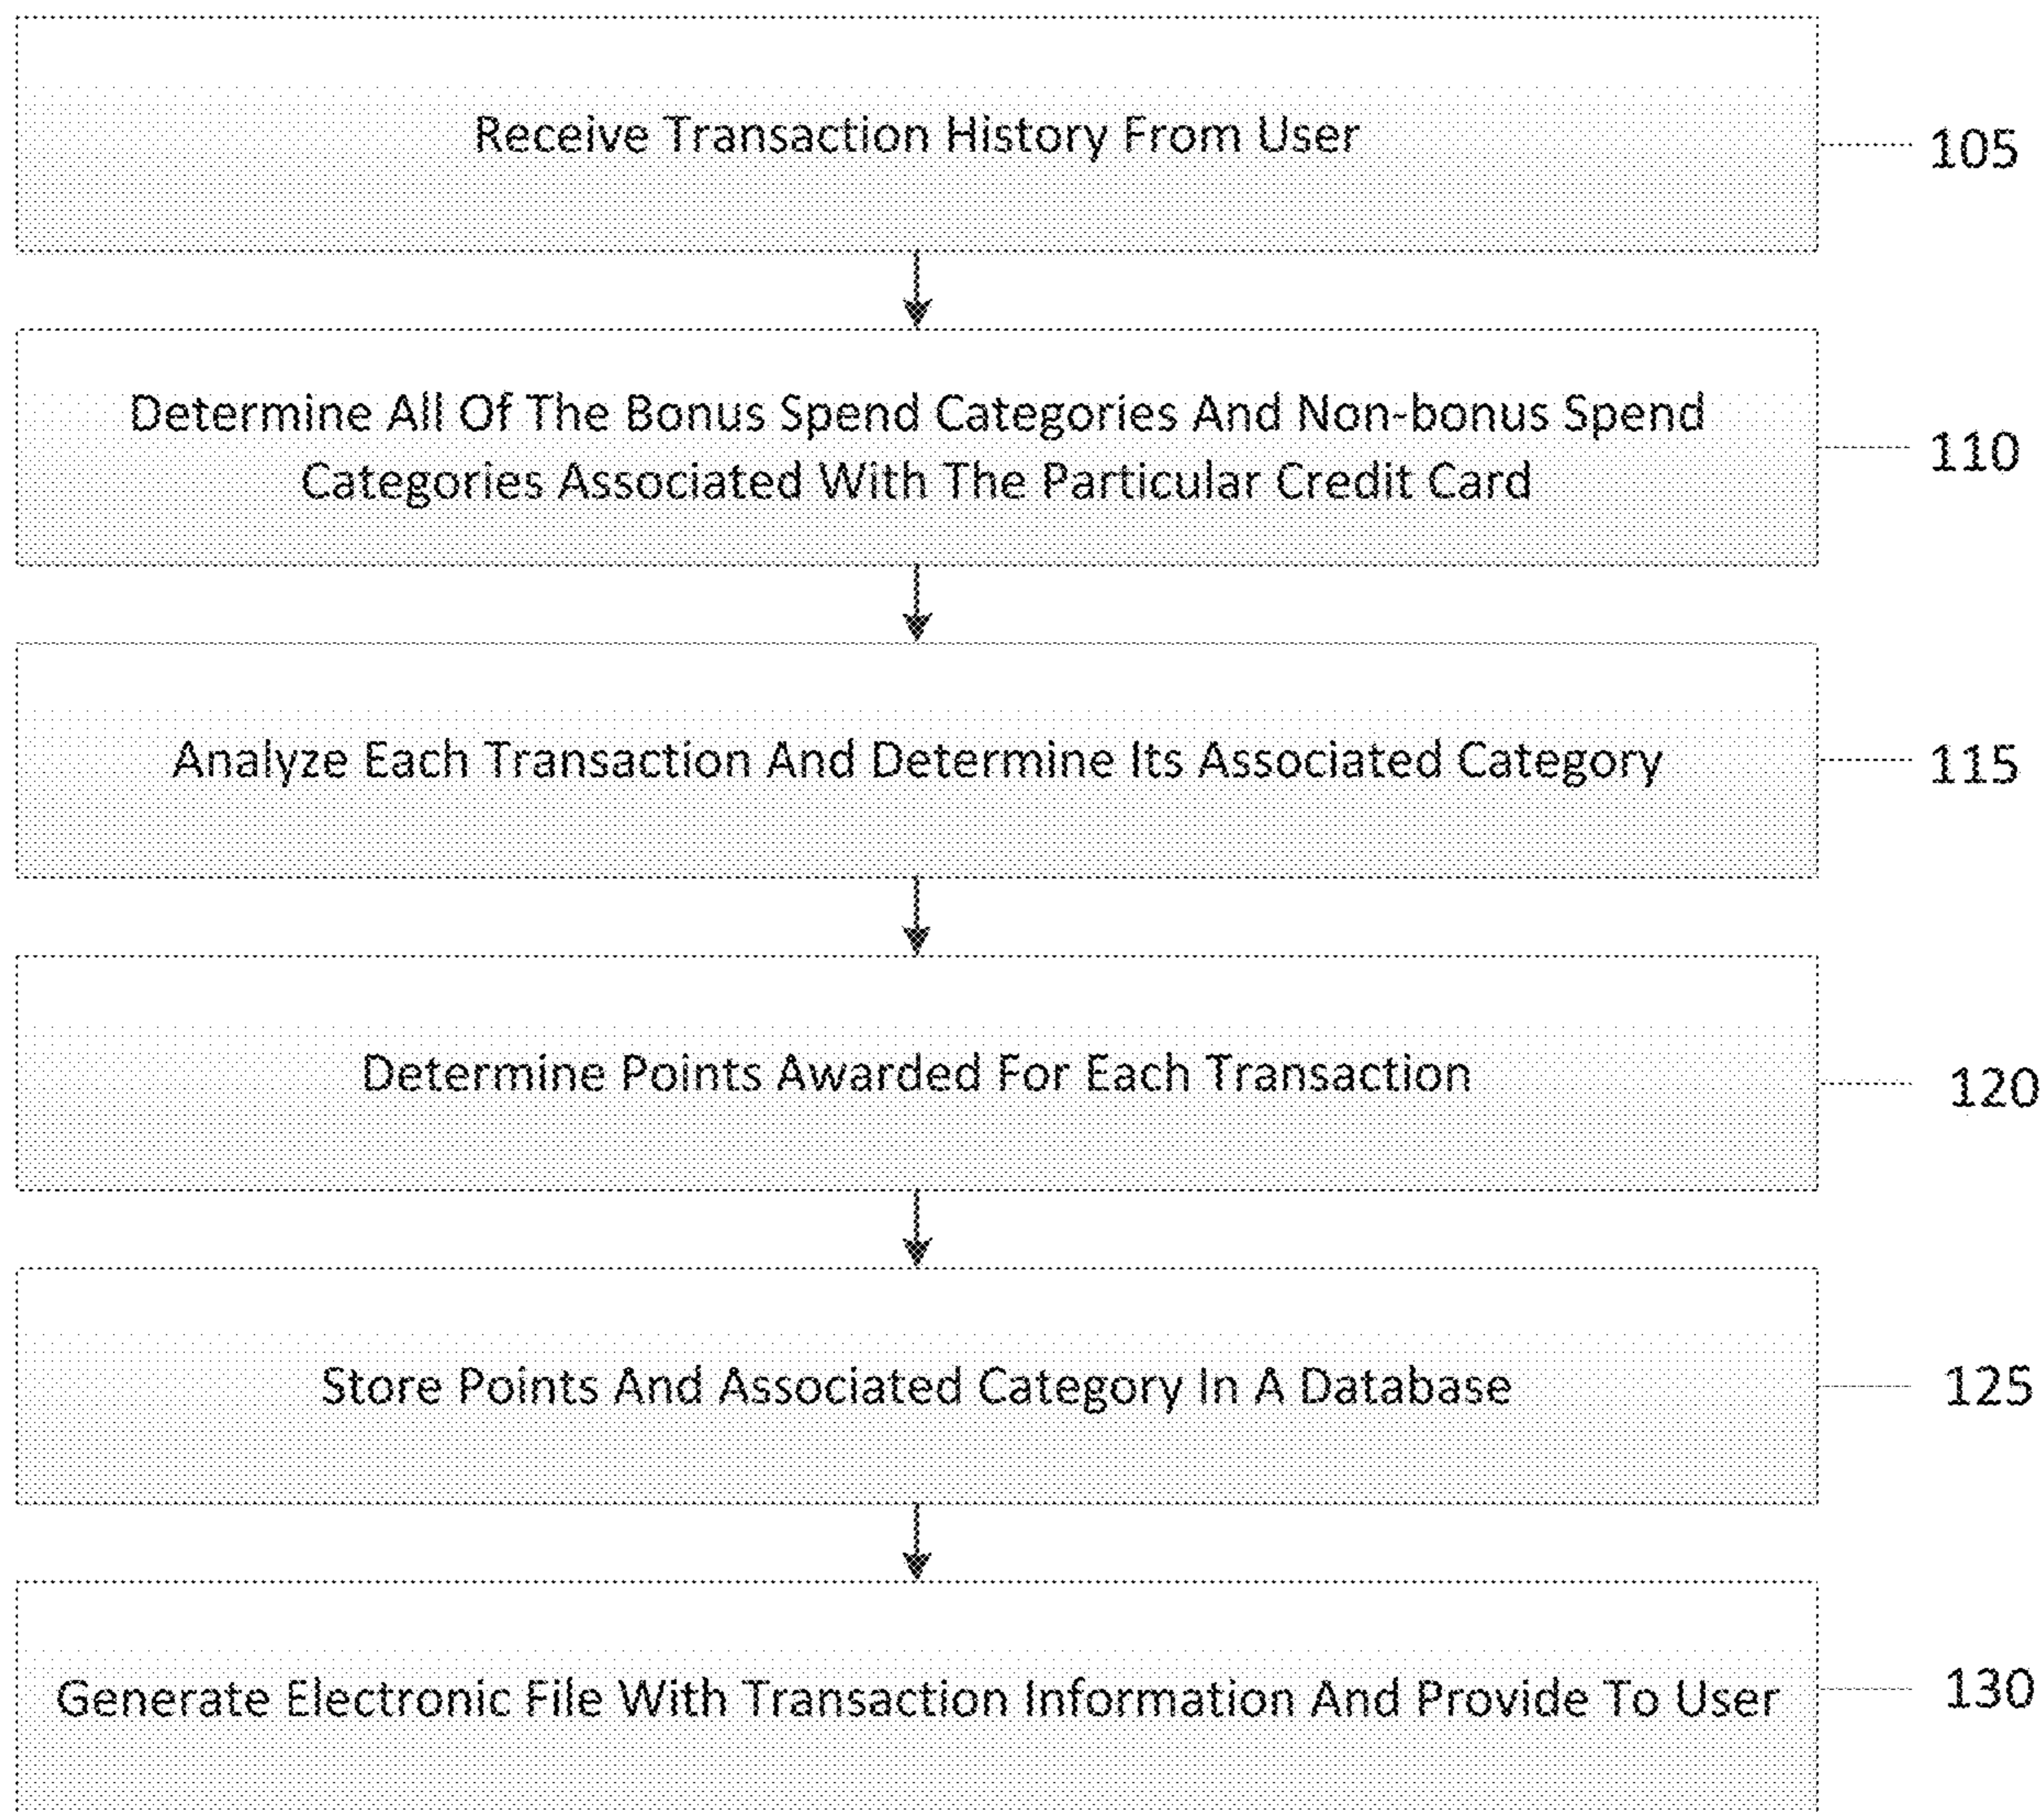 Receive Transaction History From User
105
Determine All Of The Bonus Spend Categories And Non-bonus Spend
Categories Associated With The Particular Credit Card
110
Analyze Each Transaction And Determine Its Associated Category
115
Determine Points Awarded For Each Transaction
120
Store Points And Associated Category In A Database
125
Generate Electronic File With Transaction Information And Provide To User
130